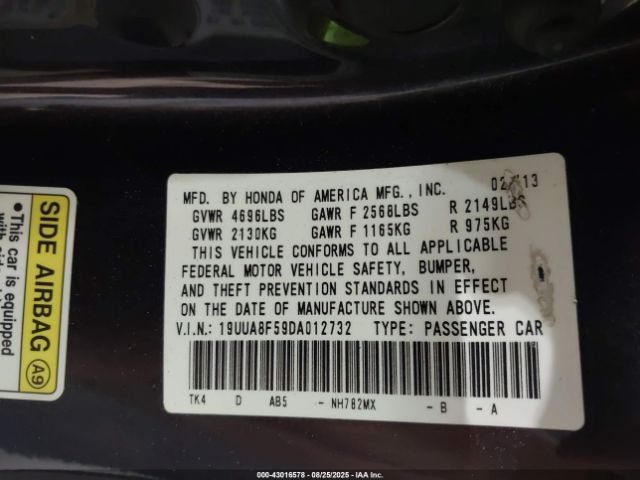 MFD. BY HONDA OF AMERICA MFG., INC. 02/13
GVWR 4696LBS GAWR F 2568LBS R 2149LBS
GVWR 2130KG GAWR F 1165KG R 975KG
THIS VEHICLE CONFORMS TO ALL APPLICABLE
FEDERAL MOTOR VEHICLE SAFETY, BUMPER,
AND THEFT PREVENTION STANDARDS IN EFFECT
ON THE DATE OF MANUFACTURE SHOWN ABOVE.
V.I.N.: 19UUA8F59DA012732 TYPE: PASSENGER CAR
TK4 D AB5 - NH782MX - B - A
SIDE AIRBAG A9
•This car is equipped
000-43016578 | 08/25/2025 | IAA Inc.